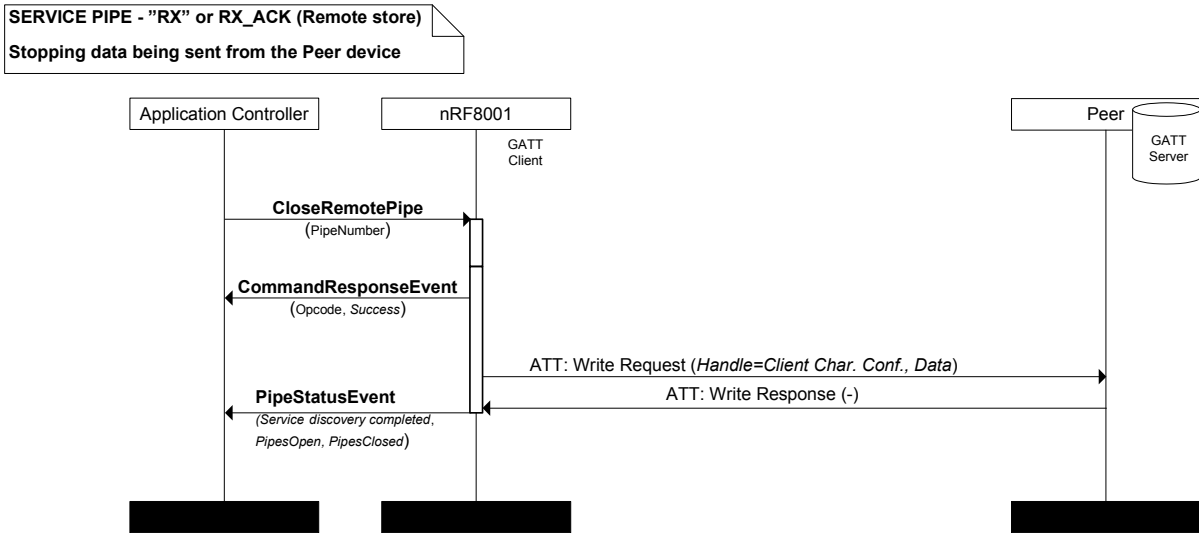 SERVICE PIPE - ”RX” or RX_ACK (Remote store)
Stopping data being sent from the Peer device
Application Controller
nRF8001
Peer
GATT
Client
GATT
Server
CloseRemotePipe
(PipeNumber)
CommandResponseEvent
(Opcode, Success)
ATT: Write Request (Handle=Client Char. Conf., Data)
ATT: Write Response (-)
PipeStatusEvent
(Service discovery completed,
PipesOpen, PipesClosed)